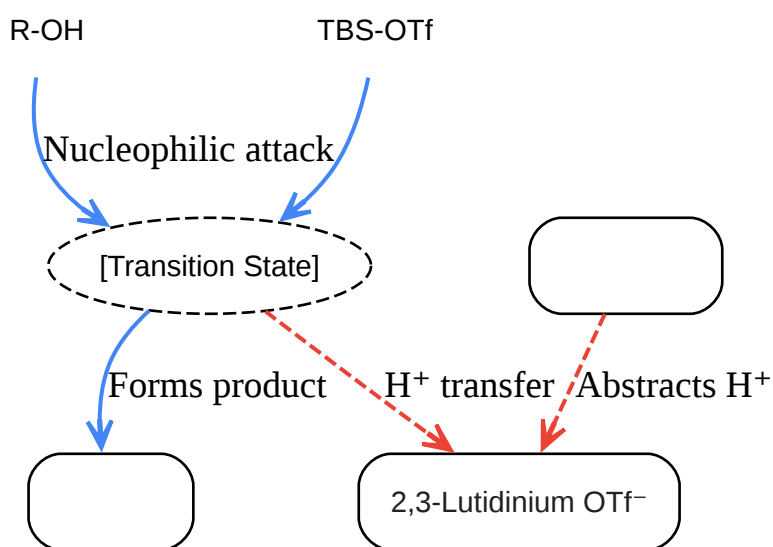 R-OH
TBS-OTf
Nucleophilic attack
[Transition State]
Forms product
H⁺ transfer
Abstracts H⁺
2,3-Lutidinium OTf⁻